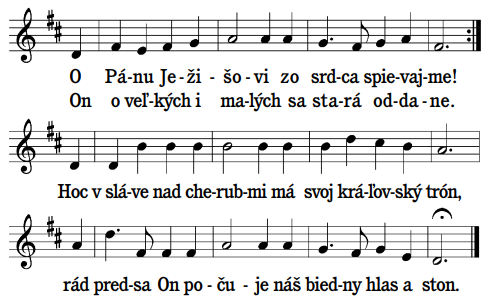 O Pá-nu Je-ži-šo-vi zo srd-ca spie-vaj-me!
On o veľ-kých i ma-lých sa sta-rá od-da-ne.
Hoc v slá-ve nad che-rub-mi má svoj krá-ľov-ský trón,
rád pred-sa On po-ču-je náš bied-ny hlas a ston.